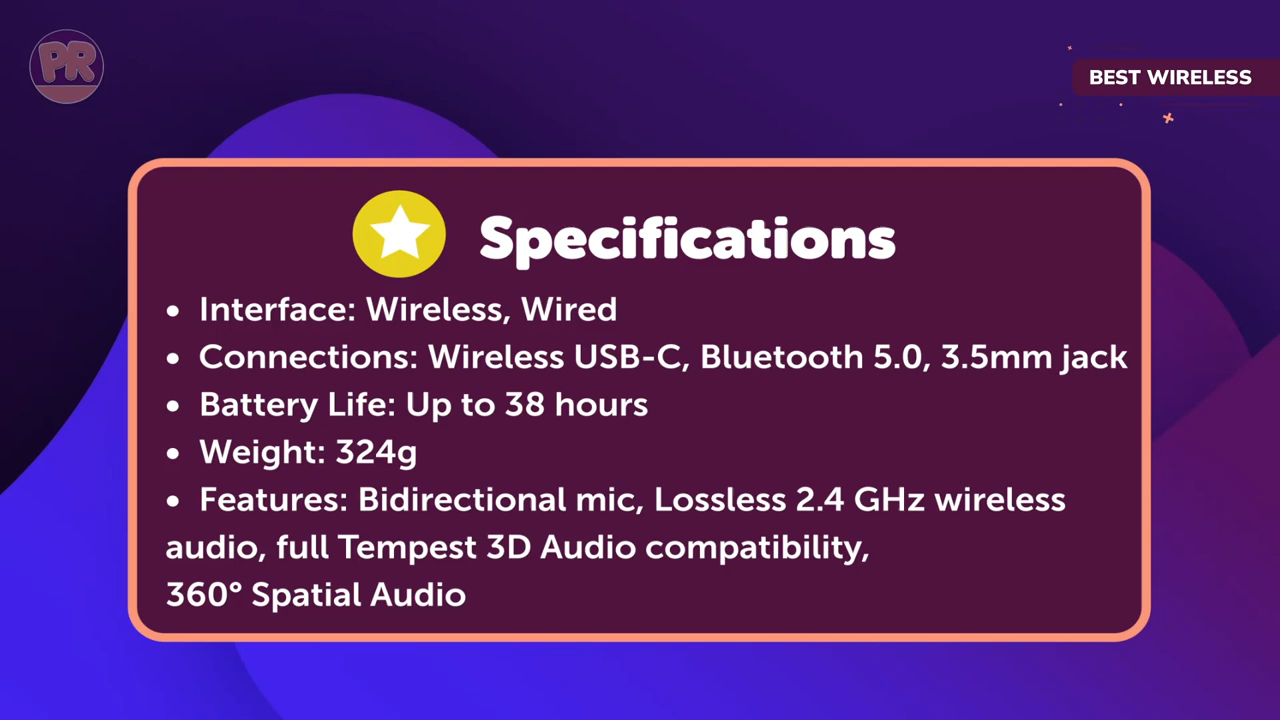 PR
BEST WIRELESS
Specifications
• Interface: Wireless, Wired
• Connections: Wireless USB-C, Bluetooth 5.0, 3.5mm jack
• Battery Life: Up to 38 hours
• Weight: 324g
• Features: Bidirectional mic, Lossless 2.4 GHz wireless
audio, full Tempest 3D Audio compatibility,
360° Spatial Audio